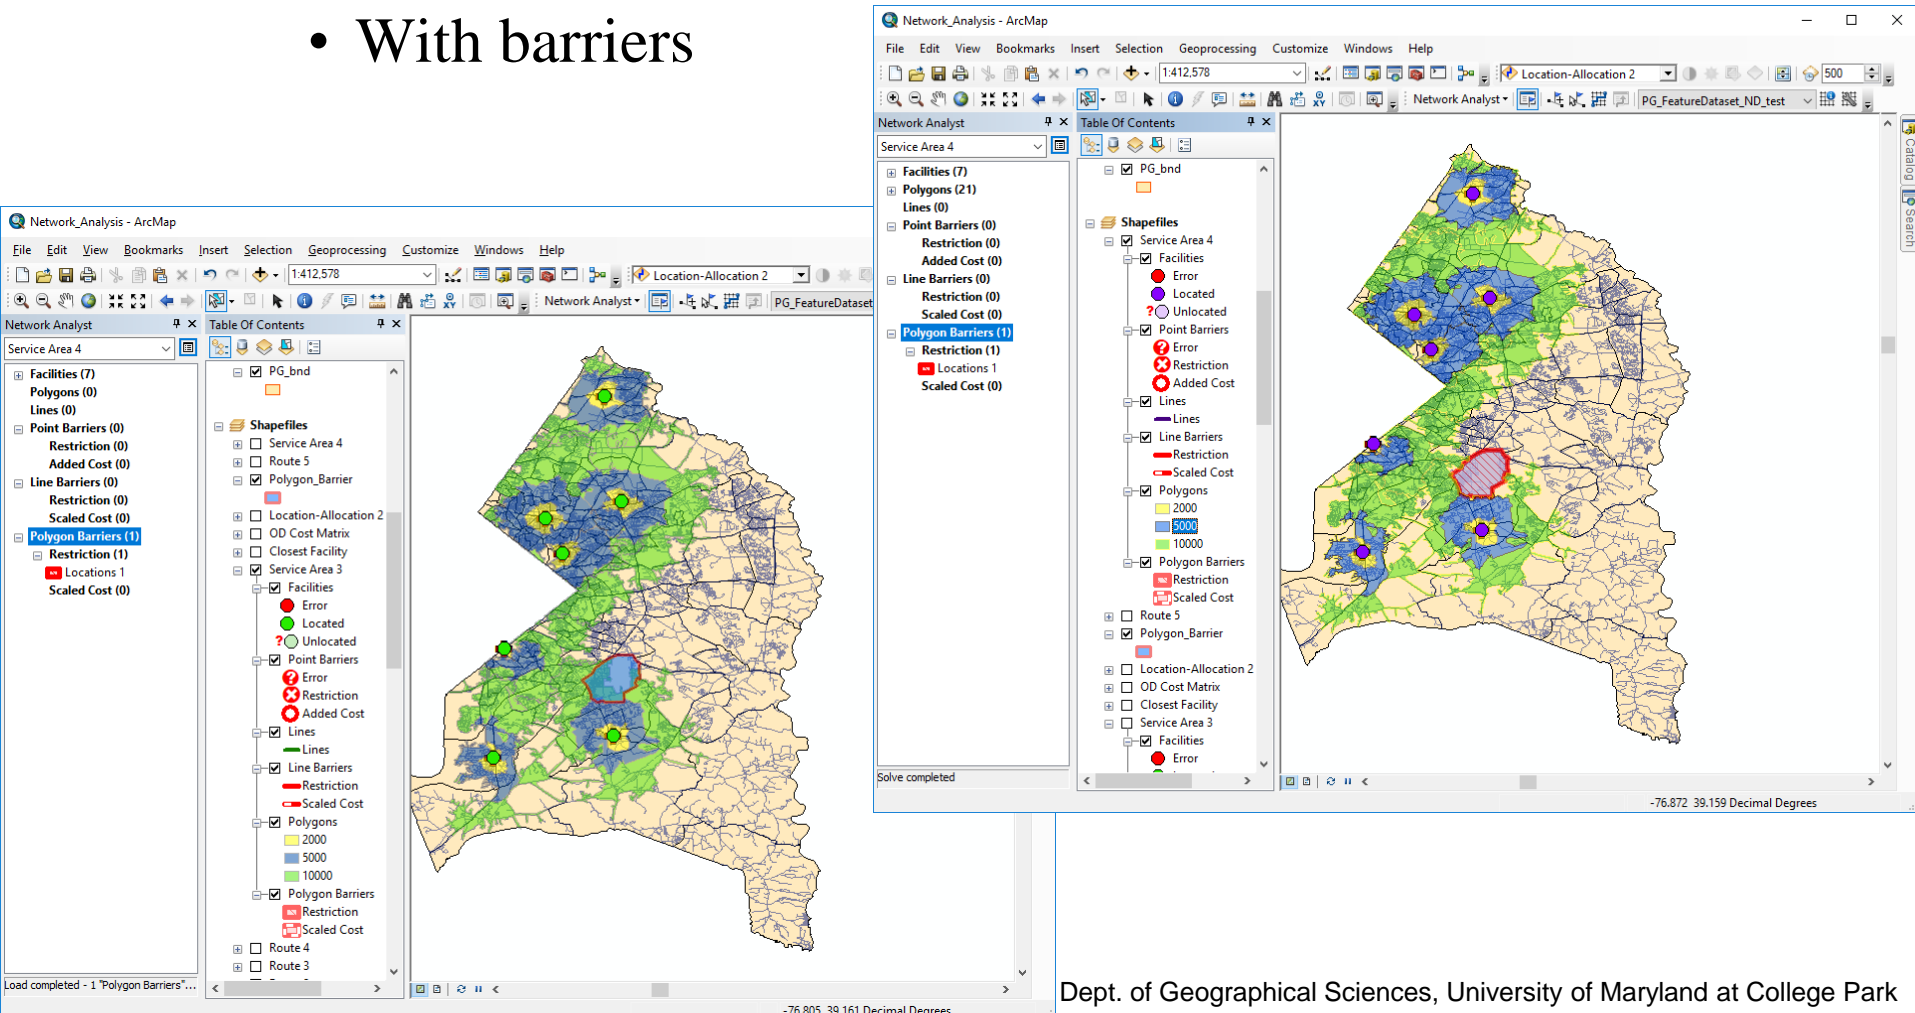 • With barriers
Network_Analysis - ArcMap
File Edit View Bookmarks Insert Selection Geoprocessing Customize Windows Help
1:412,578
Location-Allocation 2
Network Analyst
PG_FeatureDataset
Network Analyst
Service Area 4
Facilities (7)
Polygons (0)
Lines (0)
Point Barriers (0)
Restriction (0)
Added Cost (0)
Line Barriers (0)
Restriction (0)
Scaled Cost (0)
Polygon Barriers (1)
Restriction (1)
Locations 1
Scaled Cost (0)
Load completed - 1 "Polygon Barriers"...
Table Of Contents
PG_bnd
Shapefiles
Service Area 4
Route 5
Polygon_Barrier
Location-Allocation 2
OD Cost Matrix
Closest Facility
Service Area 3
Facilities
Error
Located
Unlocated
Point Barriers
Error
Restriction
Added Cost
Lines
Lines
Line Barriers
Restriction
Scaled Cost
Polygons
2000
5000
10000
Polygon Barriers
Restriction
Scaled Cost
Route 4
Route 3
-76.805 39.161 Decimal Degrees
Network_Analysis - ArcMap
File Edit View Bookmarks Insert Selection Geoprocessing Customize Windows Help
1:412,578
Location-Allocation 2
500
Network Analyst
PG_FeatureDataset_ND_test
Network Analyst
Service Area 4
Facilities (7)
Polygons (21)
Lines (0)
Point Barriers (0)
Restriction (0)
Added Cost (0)
Line Barriers (0)
Restriction (0)
Scaled Cost (0)
Polygon Barriers (1)
Restriction (1)
Locations 1
Scaled Cost (0)
Solve completed
Table Of Contents
PG_bnd
Shapefiles
Service Area 4
Facilities
Error
Located
Unlocated
Point Barriers
Error
Restriction
Added Cost
Lines
Lines
Line Barriers
Restriction
Scaled Cost
Polygons
2000
5000
10000
Polygon Barriers
Restriction
Scaled Cost
Route 5
Polygon_Barrier
Location-Allocation 2
OD Cost Matrix
Closest Facility
Service Area 3
Facilities
Error
Catalog
Search
-76.872 39.159 Decimal Degrees
Dept. of Geographical Sciences, University of Maryland at College Park